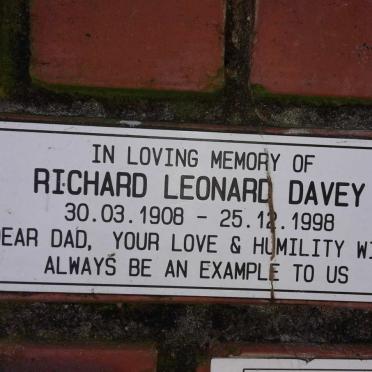 IN LOVING MEMORY OF
RICHARD LEONARD DAVEY
30.03.1908 - 25.12.1998
DEAR DAD, YOUR LOVE & HUMILITY WI
ALWAYS BE AN EXAMPLE TO US